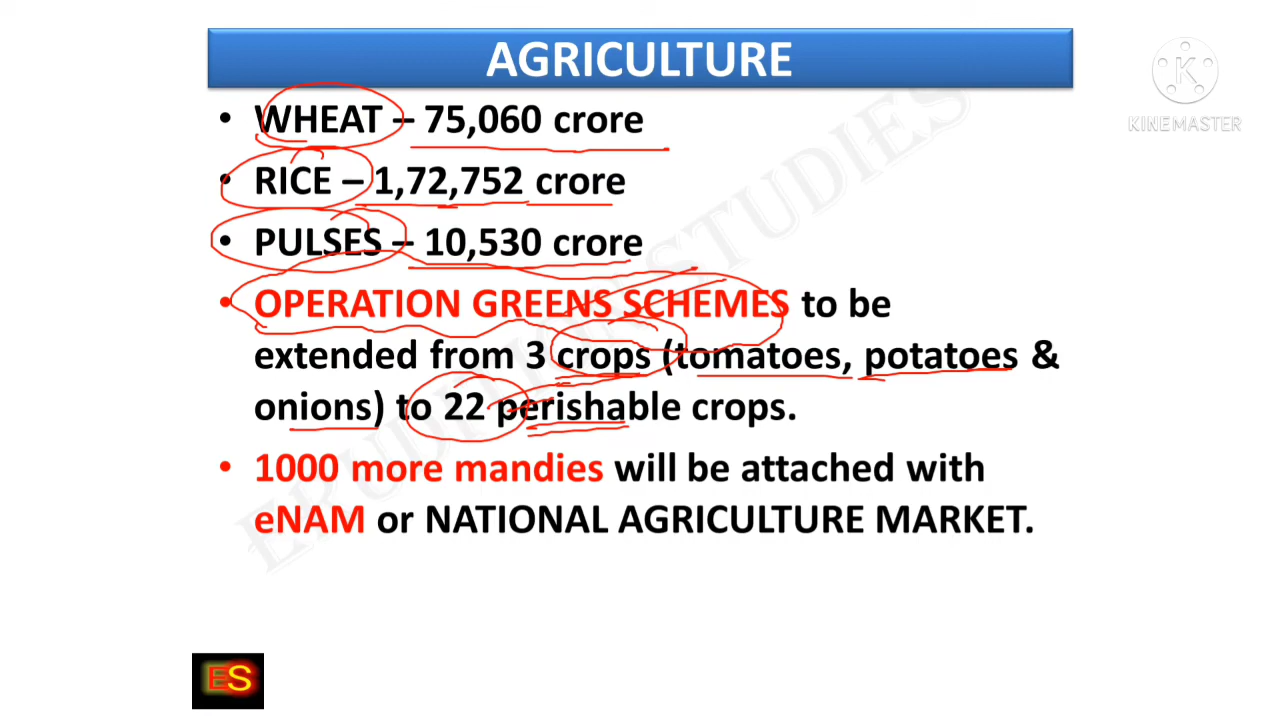 AGRICULTURE
KINEMASTER
• WHEAT – 75,060 crore
• RICE – 1,72,752 crore
• PULSES – 10,530 crore
• OPERATION GREENS SCHEMES to be
extended from 3 crops (tomatoes, potatoes &
onions) to 22 perishable crops.
• 1000 more mandies will be attached with
eNAM or NATIONAL AGRICULTURE MARKET.
ES